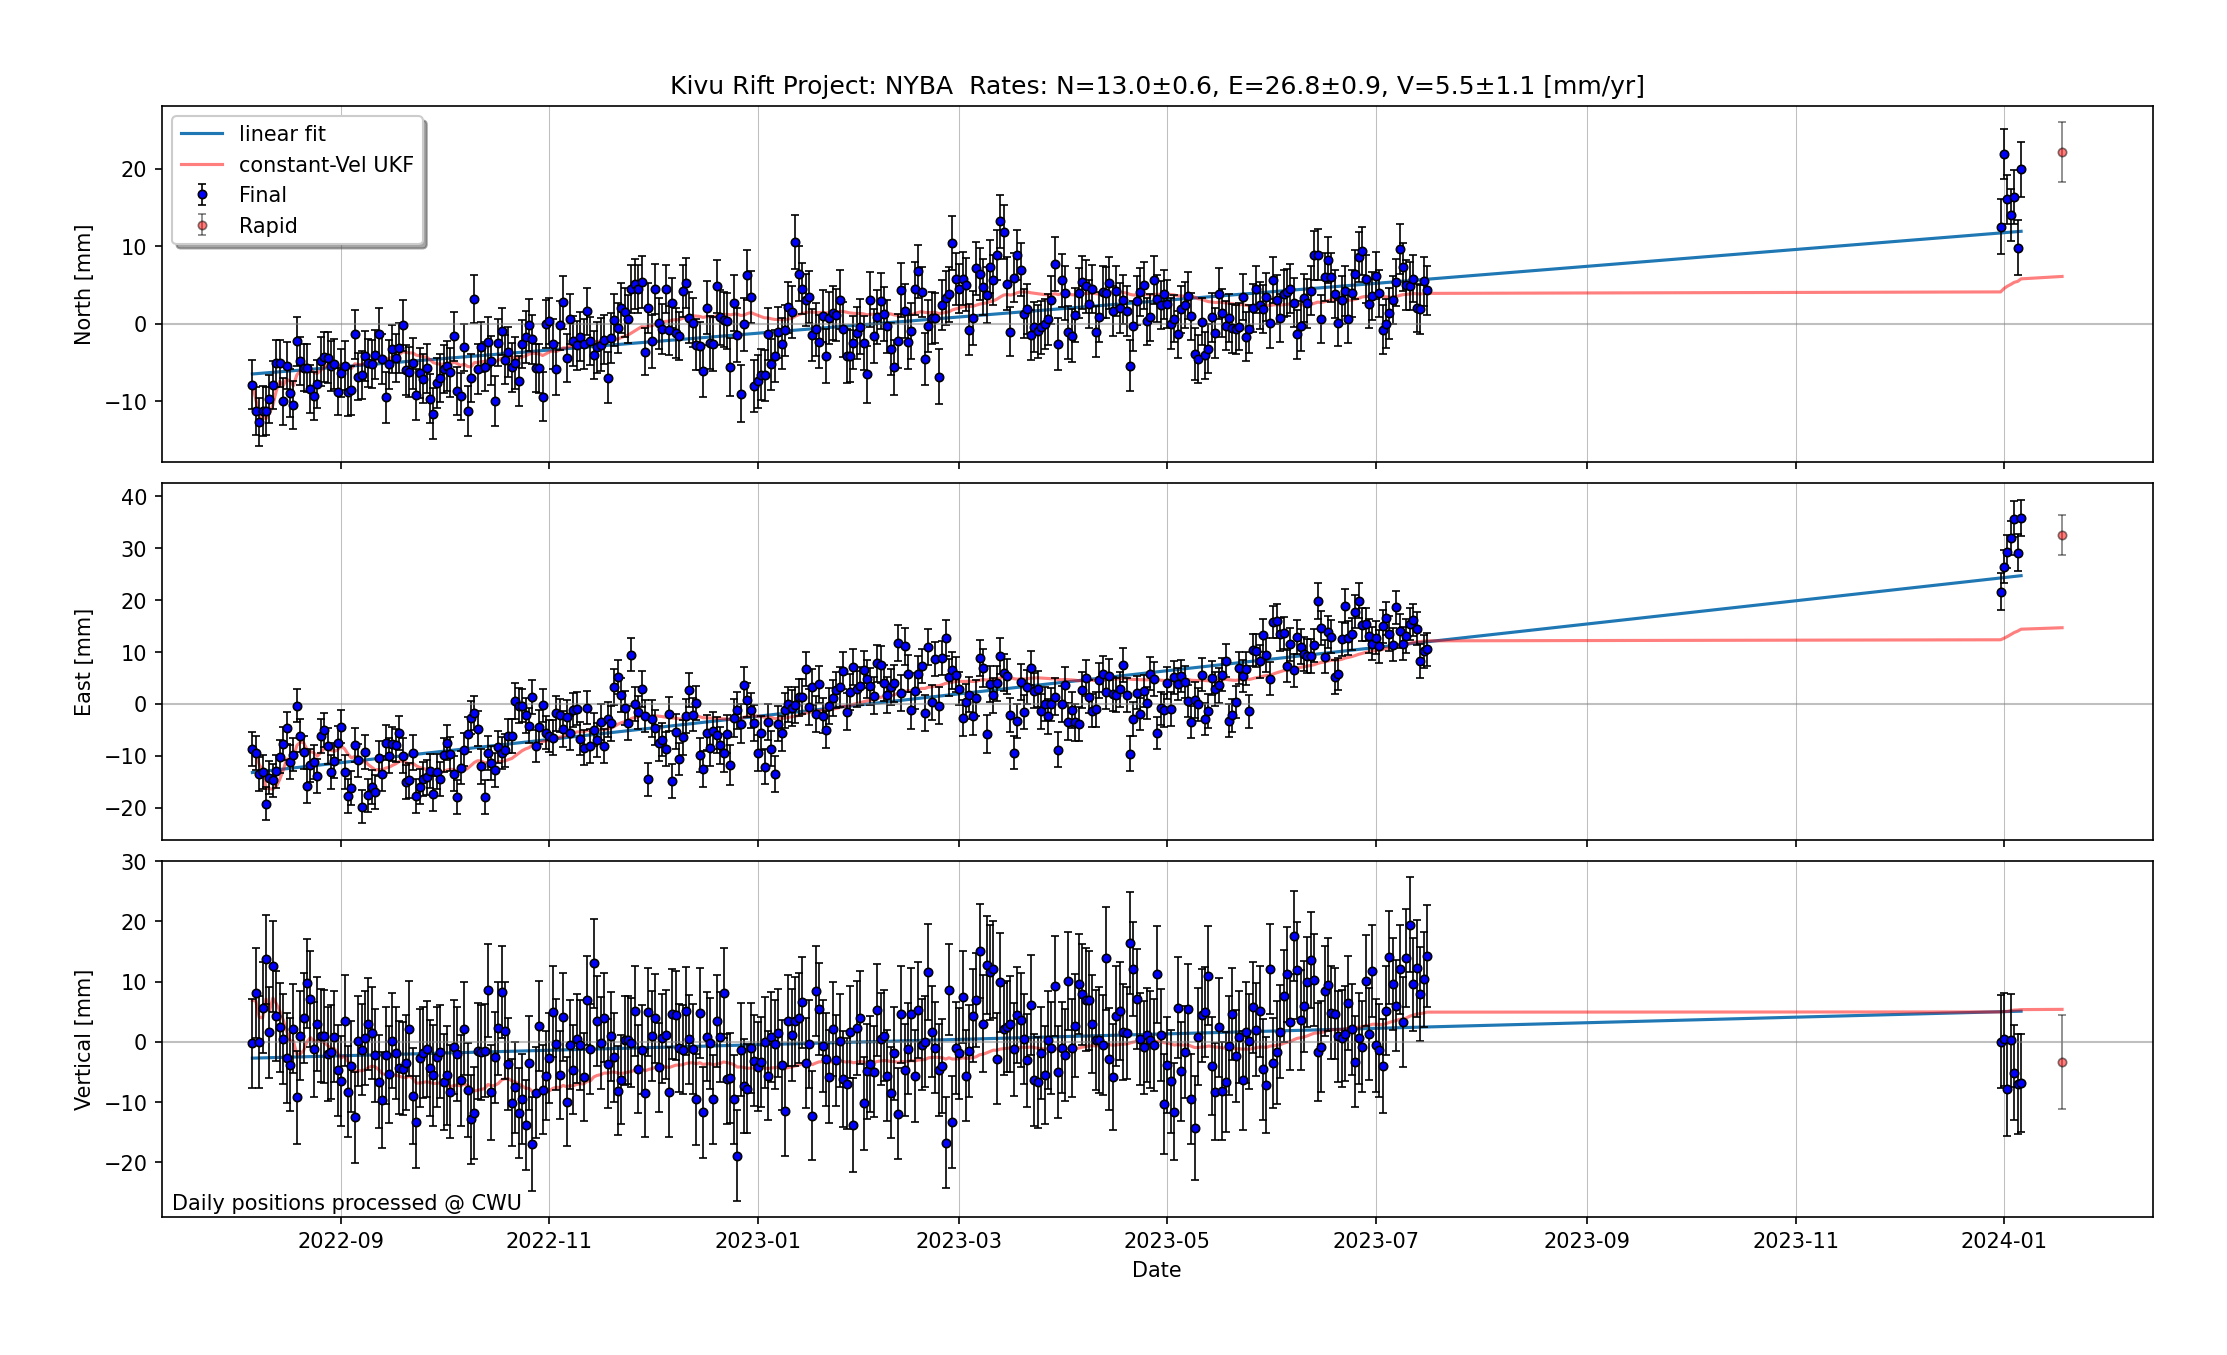 Kivu Rift Project: NYBA  Rates: N=13.0±0.6, E=26.8±0.9, V=5.5±1.1 [mm/yr]
linear fit
constant-Vel UKF
Final
Rapid
North [mm]
20
10
0
−10
East [mm]
40
30
20
10
0
−10
−20
Vertical [mm]
30
20
10
0
−10
−20
Daily positions processed @ CWU
2022-09
2022-11
2023-01
2023-03
2023-05
2023-07
2023-09
2023-11
2024-01
Date